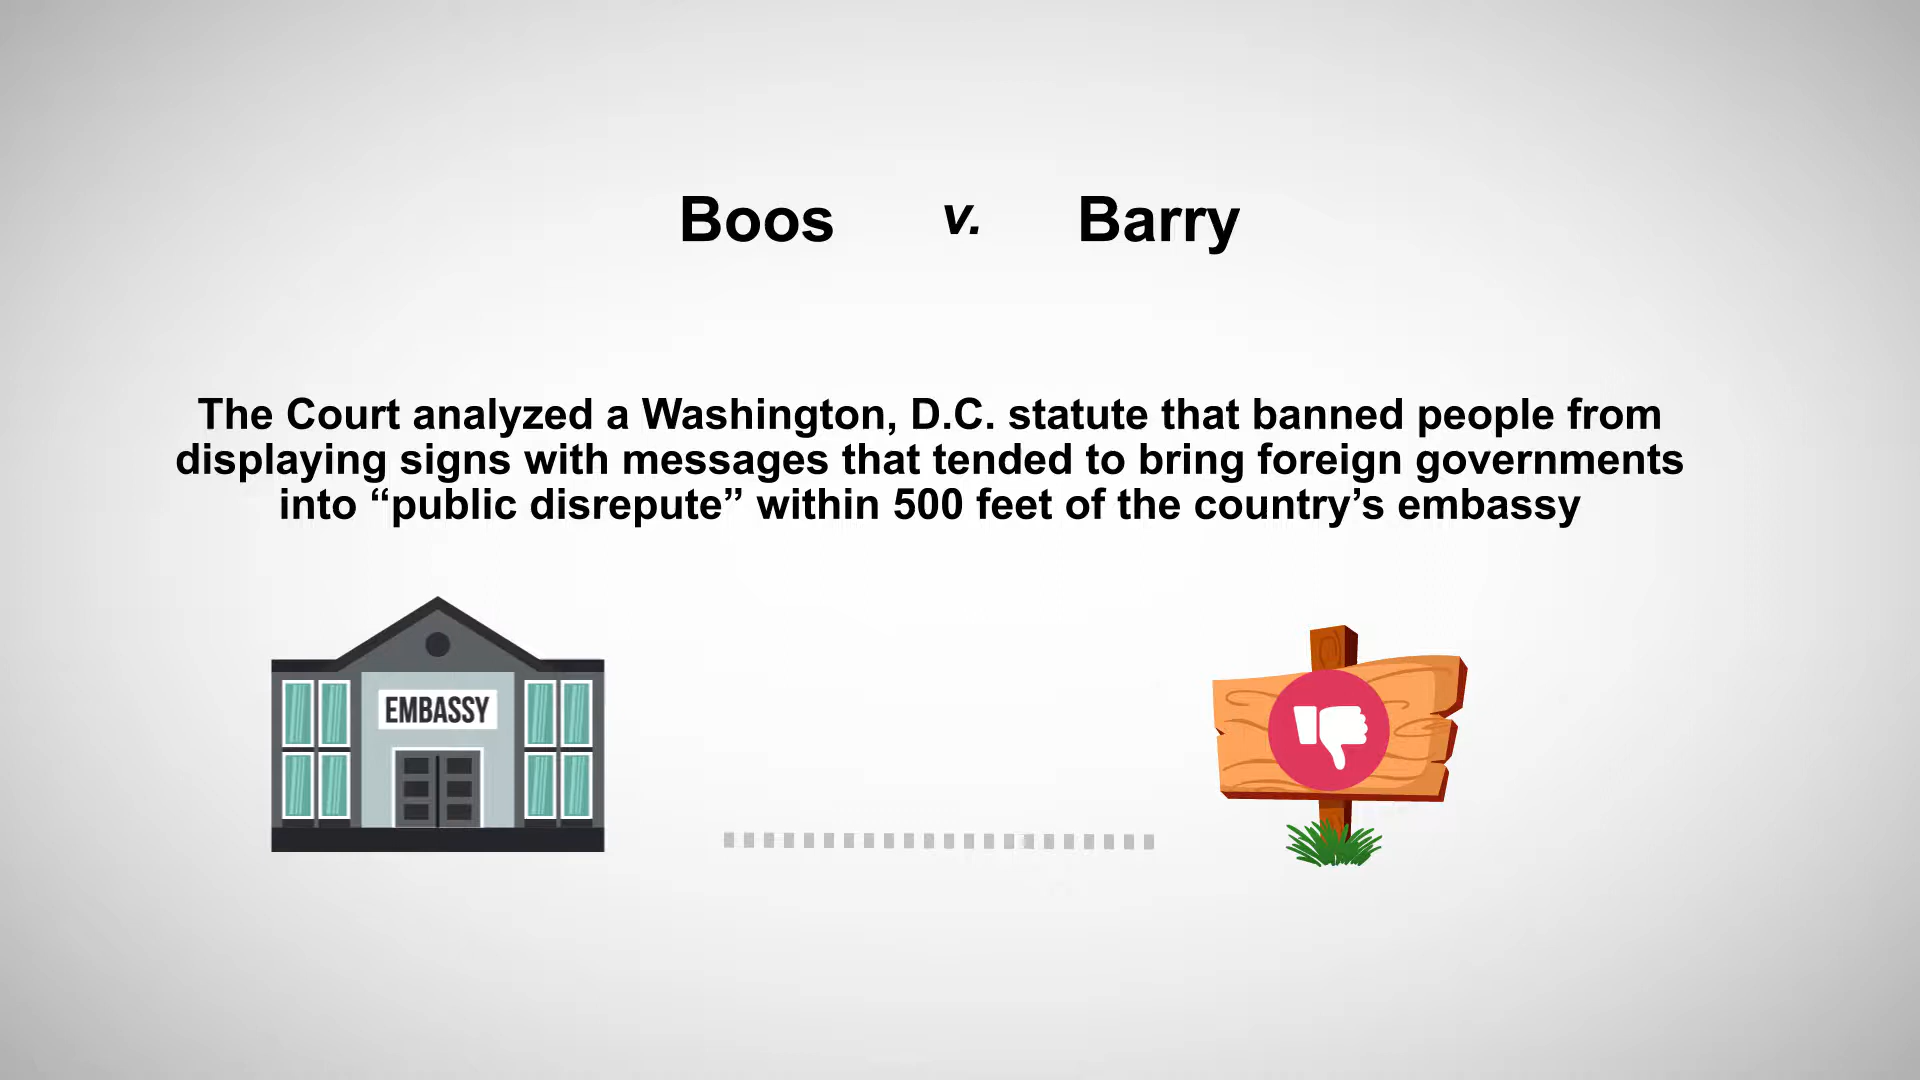 Boos v. Barry
The Court analyzed a Washington, D.C. statute that banned people from
displaying signs with messages that tended to bring foreign governments
into “public disrepute” within 500 feet of the country’s embassy
EMBASSY